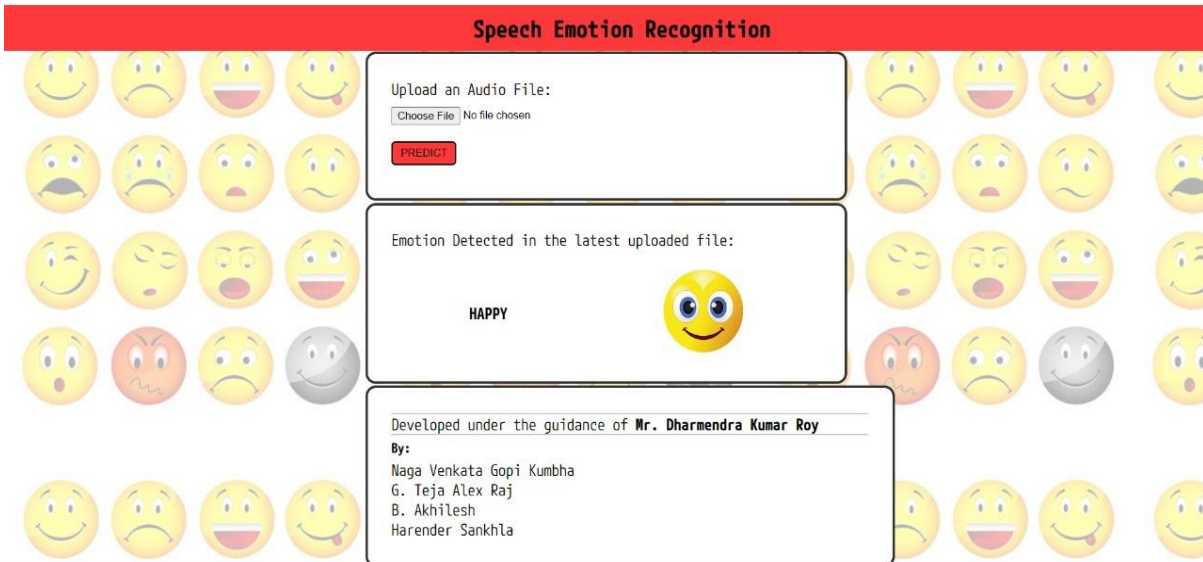 Speech Emotion Recognition
Upload an Audio File:
Choose File No file chosen
PREDICT
Emotion Detected in the latest uploaded file:
HAPPY
Developed under the guidance of Mr. Dharmendra Kumar Roy
By:
Naga Venkata Gopi Kumbha
G. Teja Alex Raj
B. Akhilesh
Harender Sankhla